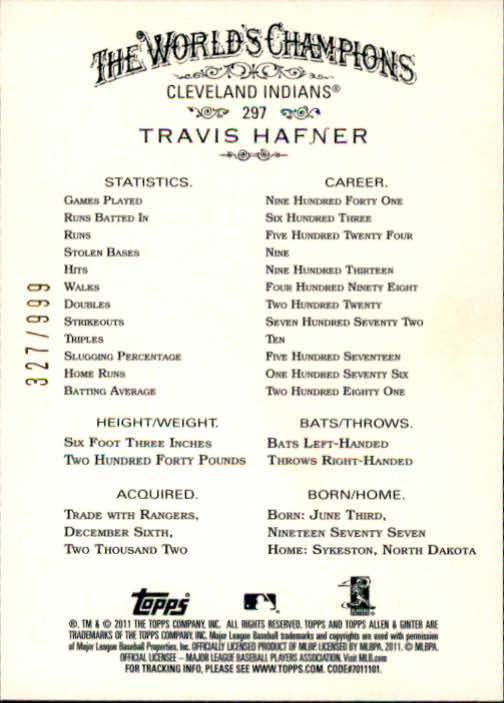 THE WORLD'S CHAMPIONS
CLEVELAND INDIANS®
297
TRAVIS HAFNER
STATISTICS. CAREER.
GAMES PLAYED NINE HUNDRED FORTY ONE
RUNS BATTED IN SIX HUNDRED THREE
RUNS FIVE HUNDRED TWENTY FOUR
STOLEN BASES NINE
HITS NINE HUNDRED THIRTEEN
WALKS FOUR HUNDRED NINETY EIGHT
DOUBLES TWO HUNDRED TWENTY
STRIKEOUTS SEVEN HUNDRED SEVENTY TWO
TRIPLES TEN
SLUGGING PERCENTAGE FIVE HUNDRED SEVENTEEN
HOME RUNS ONE HUNDRED SEVENTY SIX
BATTING AVERAGE TWO HUNDRED EIGHTY ONE
327/999
HEIGHT/WEIGHT. BATS/THROWS.
SIX FOOT THREE INCHES BATS LEFT-HANDED
TWO HUNDRED FORTY POUNDS THROWS RIGHT-HANDED
ACQUIRED. BORN/HOME.
TRADE WITH RANGERS, BORN: JUNE THIRD,
DECEMBER SIXTH, NINETEEN SEVENTY SEVEN
TWO THOUSAND TWO HOME: SYKESTON, NORTH DAKOTA
TOPPS
®, TM & © 2011 THE TOPPS COMPANY, INC. ALL RIGHTS RESERVED. TOPPS AND TOPPS ALLEN & GINTER ARE
TRADEMARKS OF THE TOPPS COMPANY, INC. Major League Baseball trademarks and copyrights are used with permission
of Major League Baseball Properties, Inc. OFFICIALLY LICENSED PRODUCT OF MLBP. LICENSED BY MLBPA, 2011. © MLBPA.
OFFICIAL LICENSEE – MAJOR LEAGUE BASEBALL PLAYERS ASSOCIATION. Visit MLB.com
FOR TRACKING INFO, PLEASE SEE WWW.TOPPS.COM. CODE#7011101.